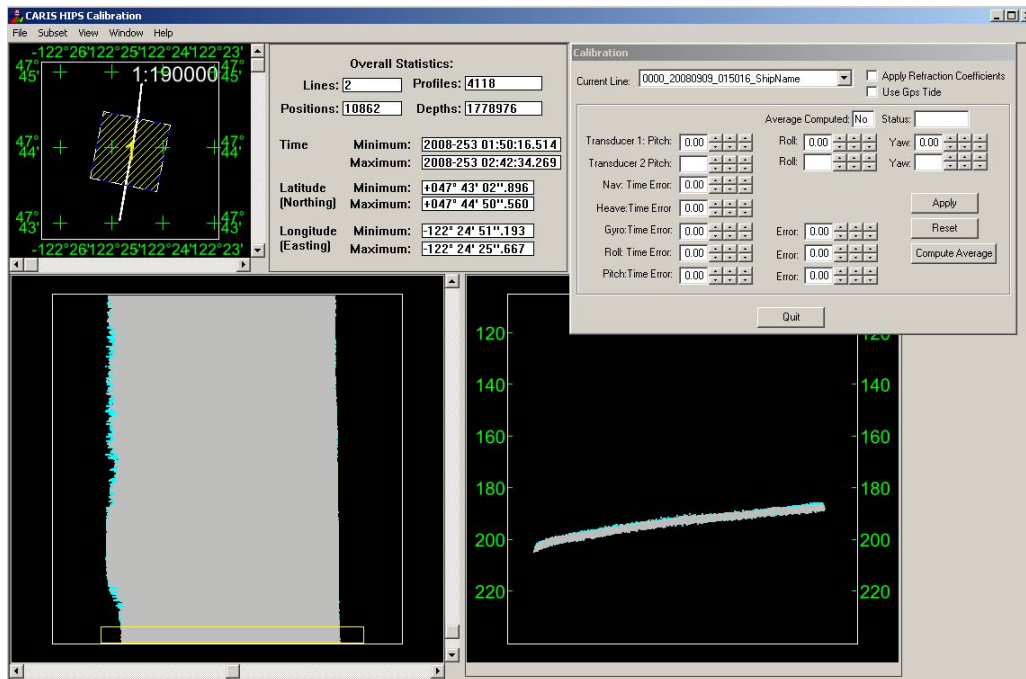 CARIS HIPS Calibration
File Subset View Window Help
-122°26'122°25'122°24'122°23'
47° 47°
45' 45'
1:190000
47° 47°
44' 44'
47° 47°
43' 43'
-122°26'122°25'122°24'122°23'
Overall Statistics:
Lines: 2 Profiles: 4118
Positions: 10862 Depths: 1778976
Time Minimum: 2008-253 01:50:16.514
Maximum: 2008-253 02:42:34.269
Latitude Minimum: +047° 43' 02".896
(Northing) Maximum: +047° 44' 50".560
Longitude Minimum: -122° 24' 51".193
(Easting) Maximum: -122° 24' 25".667
Calibration
Current Line: 0000_20080909_015016_ShipName
Apply Refraction Coefficients
Use Gps Tide
Average Computed: No Status:
Transducer 1: Pitch: 0.00 Roll: 0.00 Yaw: 0.00
Transducer 2 Pitch: Roll: Yaw:
Nav: Time Error: 0.00
Heave:Time Error 0.00
Gyro:Time Error: 0.00 Error: 0.00
Roll: Time Error: 0.00 Error: 0.00
Pitch:Time Error: 0.00 Error: 0.00
Apply
Reset
Compute Average
Quit
120 120
140 140
160 160
180 180
200 200
220 220